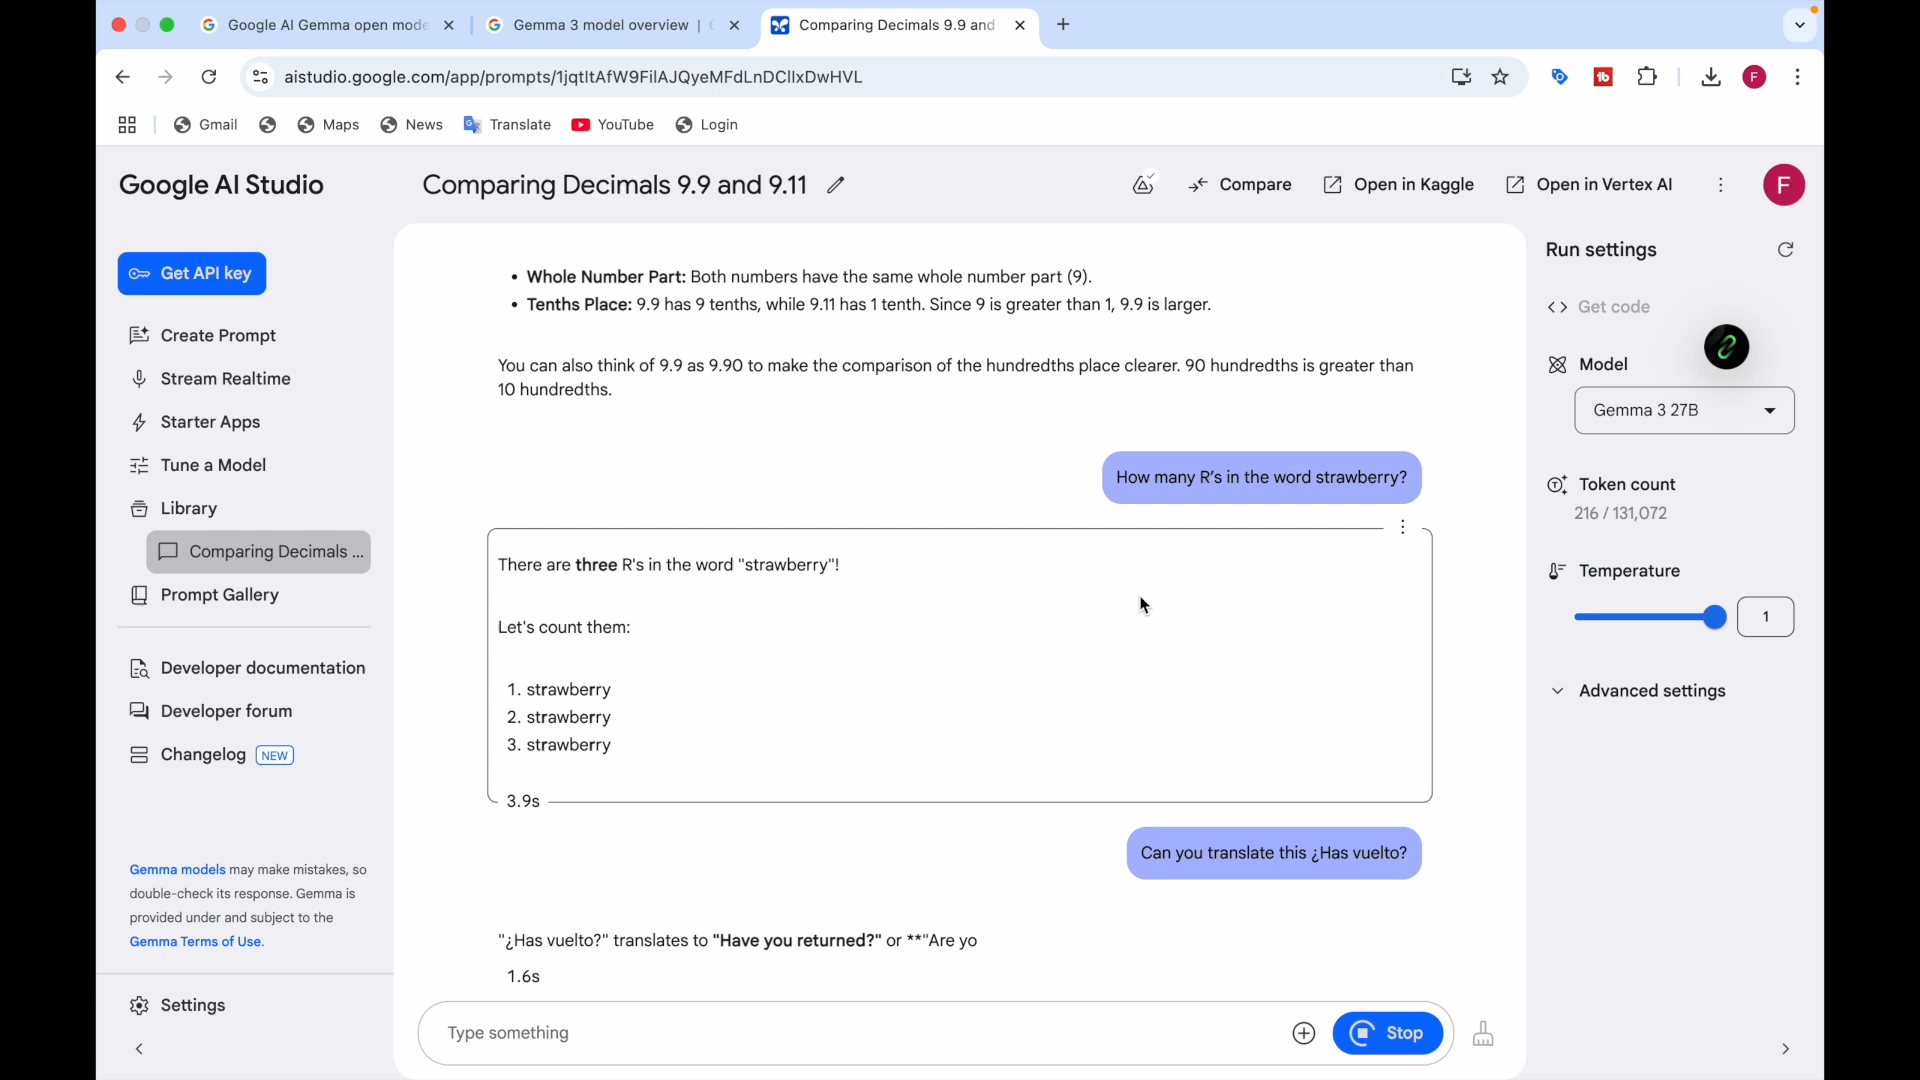 Google AI Gemma open mode
Gemma 3 model overview |
Comparing Decimals 9.9 and
Gmail
Maps
News
Translate
YouTube
Login
Google AI Studio
Comparing Decimals 9.9 and 9.11
Compare
Open in Kaggle
Open in Vertex AI
F
Get API key
Create Prompt
Stream Realtime
Starter Apps
Tune a Model
Library
Comparing Decimals ...
Prompt Gallery
Developer documentation
Developer forum
Changelog NEW
Gemma models may make mistakes, so
double-check its response. Gemma is
provided under and subject to the
Gemma Terms of Use.
Settings
• Whole Number Part: Both numbers have the same whole number part (9).
• Tenths Place: 9.9 has 9 tenths, while 9.11 has 1 tenth. Since 9 is greater than 1, 9.9 is larger.
You can also think of 9.9 as 9.90 to make the comparison of the hundredths place clearer. 90 hundredths is greater than
10 hundredths.
How many R's in the word strawberry?
There are three R's in the word "strawberry"!
Let's count them:
1. strawberry
2. strawberry
3. strawberry
3.9s
Can you translate this ¿Has vuelto?
"¿Has vuelto?" translates to "Have you returned?" or **"Are yo
1.6s
Type something
Stop
Run settings
Get code
Model
Gemma 3 27B
Token count
216 / 131,072
Temperature
1
Advanced settings